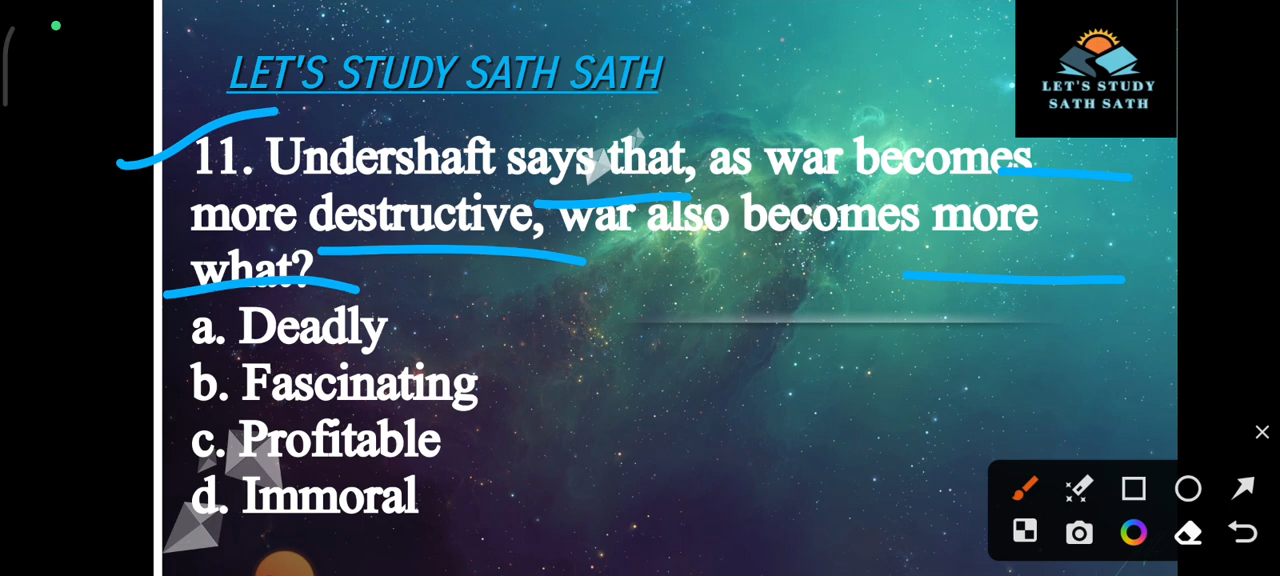 LET'S STUDY SATH SATH
LET'S STUDY
SATH SATH
11. Undershaft says that, as war becomes
more destructive, war also becomes more
what?
a. Deadly
b. Fascinating
c. Profitable
d. Immoral